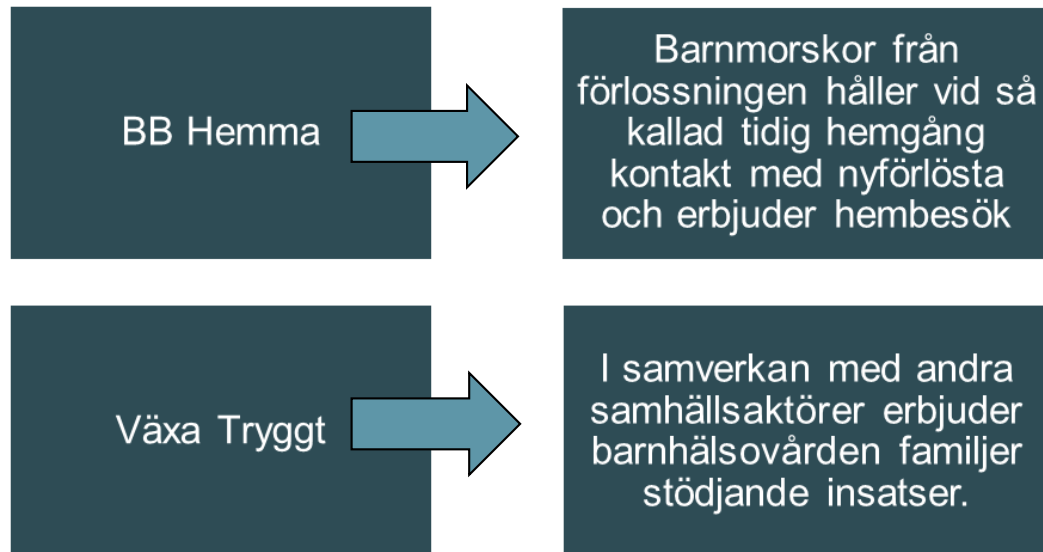 BB Hemma
Barnmorskor från
förlossningen håller vid så
kallad tidig hemgång
kontakt med nyförlösta
och erbjuder hembesök
Växa Tryggt
I samverkan med andra
samhällsaktörer erbjuder
barnhälsovården familjer
stödjande insatser.